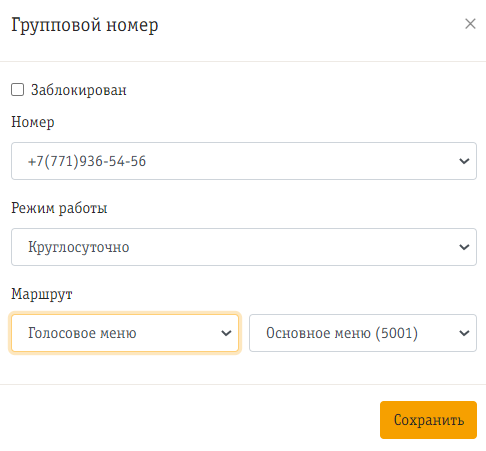 Групповой номер
Заблокирован
Номер
+7(771)936-54-56
Режим работы
Круглосуточно
Маршрут
Голосовое меню Основное меню (5001)
Сохранить